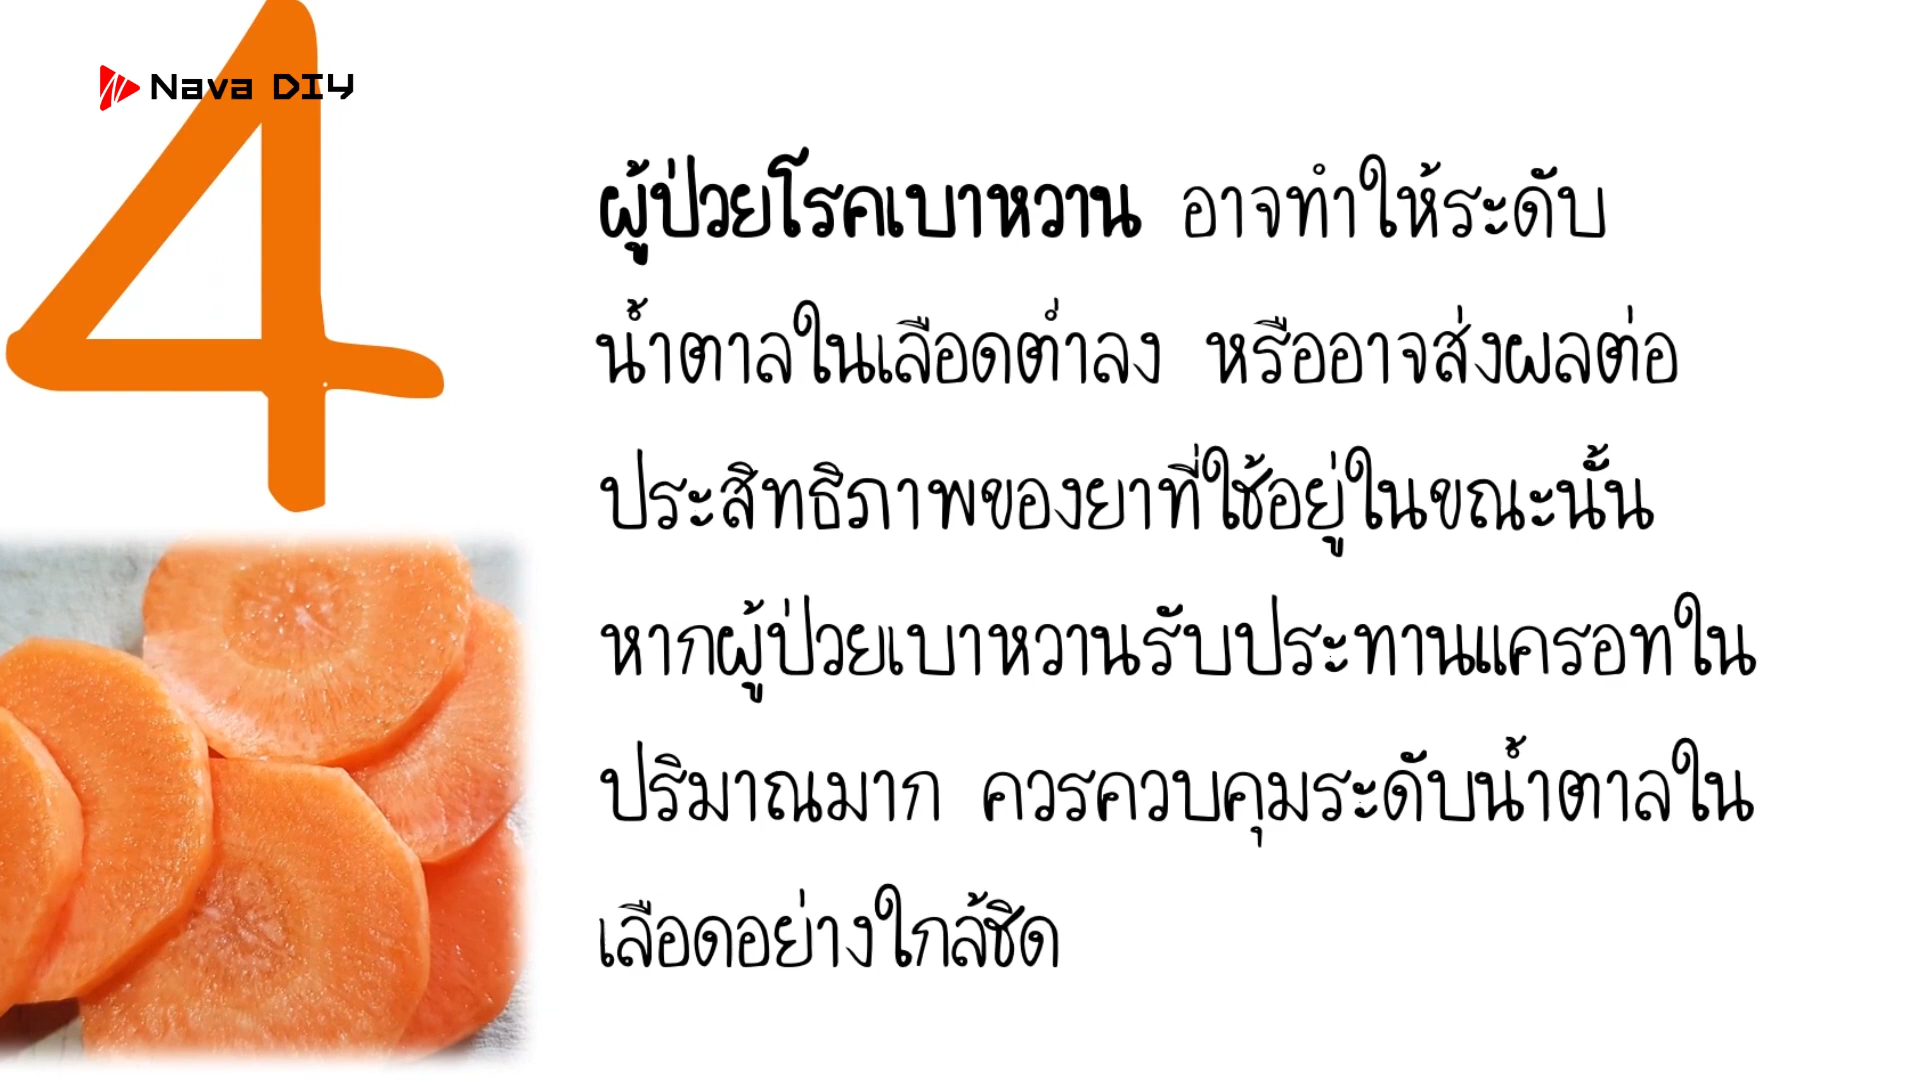 4
Nava DIY
ผู้ป่วยโรคเบาหวาน อาจทำให้ระดับ
น้ำตาลในเลือดต่ำลง หรืออาจส่งผลต่อ
ประสิทธิภาพของยาที่ใช้อยู่ในขณะนั้น
หากผู้ป่วยเบาหวานรับประทานแครอทใน
ปริมาณมาก ควรควบคุมระดับน้ำตาลใน
เลือดอย่างใกล้ชิด